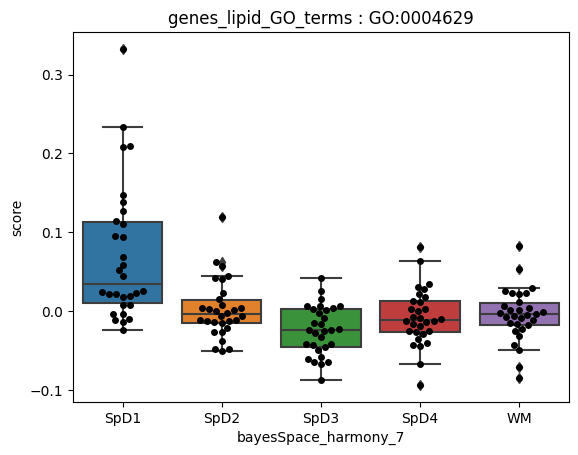 genes_lipid_GO_terms : GO:0004629
score
0.3
0.2
0.1
0.0
−0.1
SpD1 SpD2 SpD3 SpD4 WM
bayesSpace_harmony_7